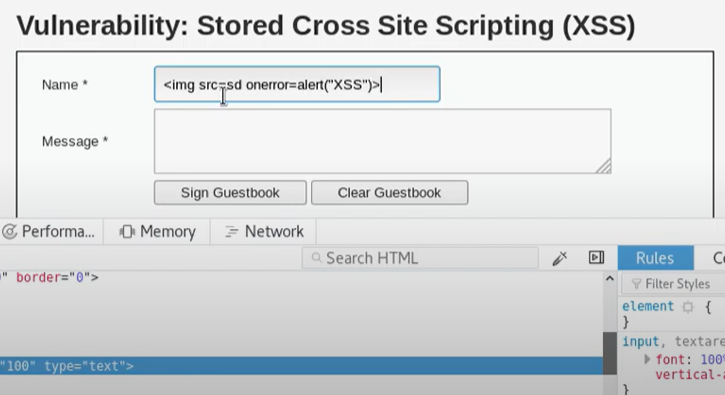 Vulnerability: Stored Cross Site Scripting (XSS)
Name * <img src=sd onerror=alert("XSS")>
Message *
Sign Guestbook Clear Guestbook
Performa... Memory Network
Search HTML Rules
" border="0"> Filter Styles
element {
}
input, textare
"100" type="text"> font: 100%
vertical-a
}